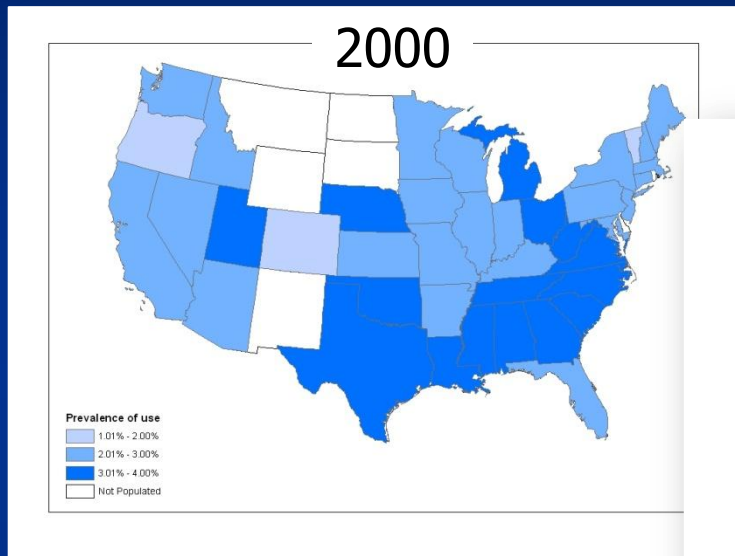 2000
Prevalence of use
1.01% - 2.00%
2.01% - 3.00%
3.01% - 4.00%
Not Populated